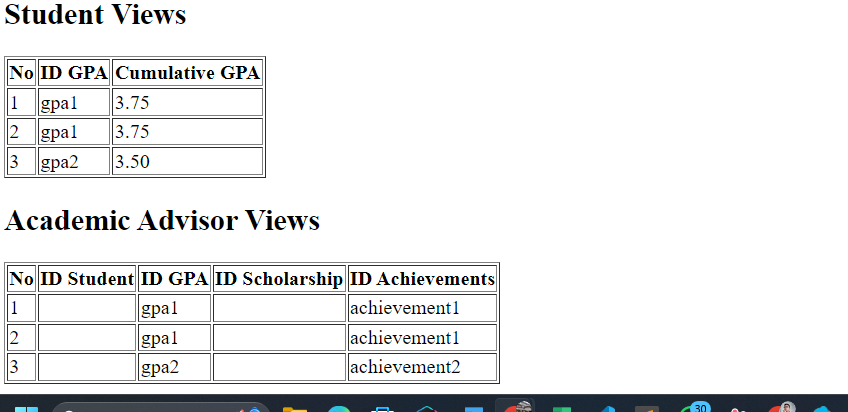 Student Views
No ID GPA Cumulative GPA
1 gpa1 3.75
2 gpa1 3.75
3 gpa2 3.50
Academic Advisor Views
No ID Student ID GPA ID Scholarship ID Achievements
1 gpa1 achievement1
2 gpa1 achievement1
3 gpa2 achievement2
30